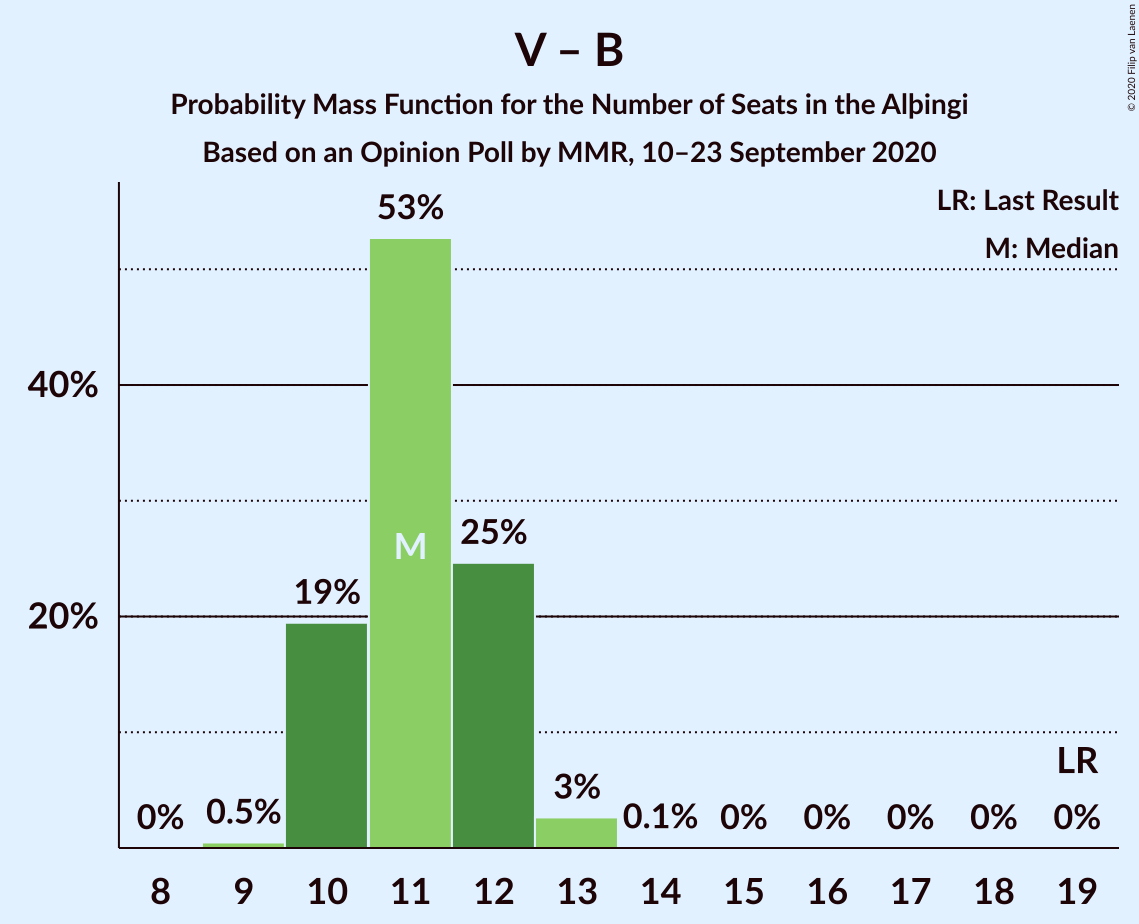 V – B
Probability Mass Function for the Number of Seats in the Alþingi
Based on an Opinion Poll by MMR, 10–23 September 2020
© 2020 Filip van Laenen
LR: Last Result
M: Median
53%
40%
25%
M
19%
20%
LR
0% 0.5% 3% 0.1% 0% 0% 0% 0% 0%
8 9 10 11 12 13 14 15 16 17 18 19